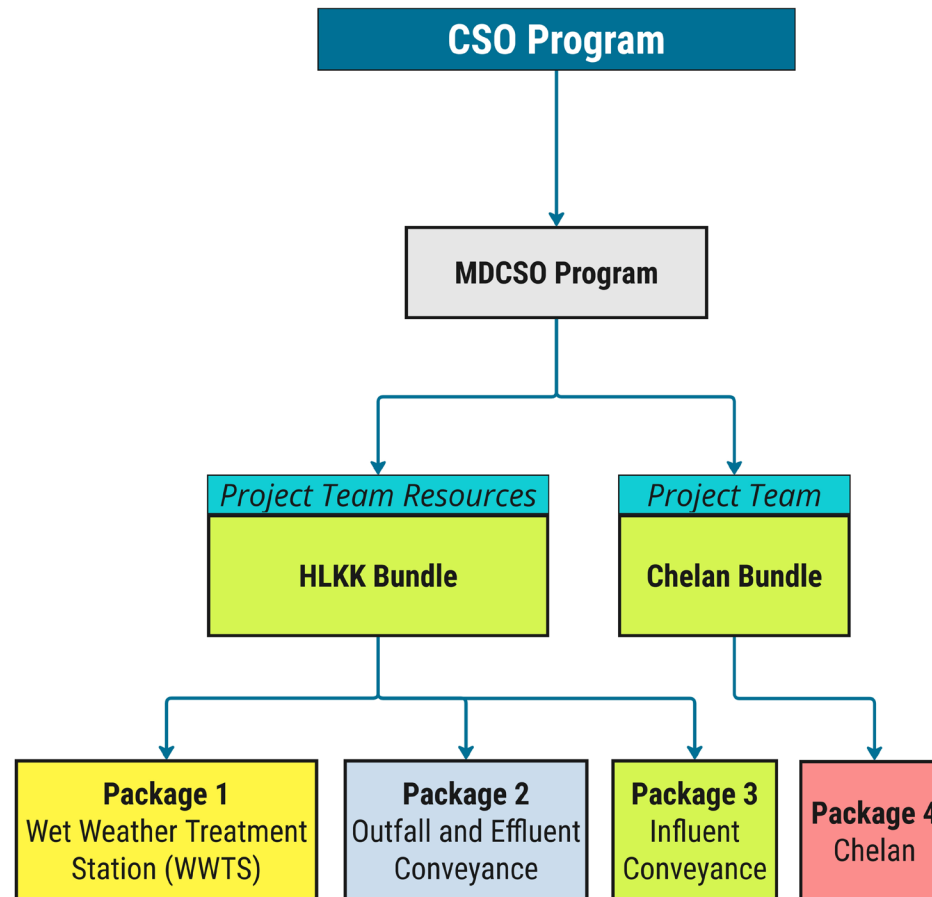 CSO Program
MDCSO Program
Project Team Resources
Project Team
HLKK Bundle
Chelan Bundle
Package 1
Wet Weather Treatment
Station (WWTS)
Package 2
Outfall and Effluent
Conveyance
Package 3
Influent
Conveyance
Package 4
Chelan